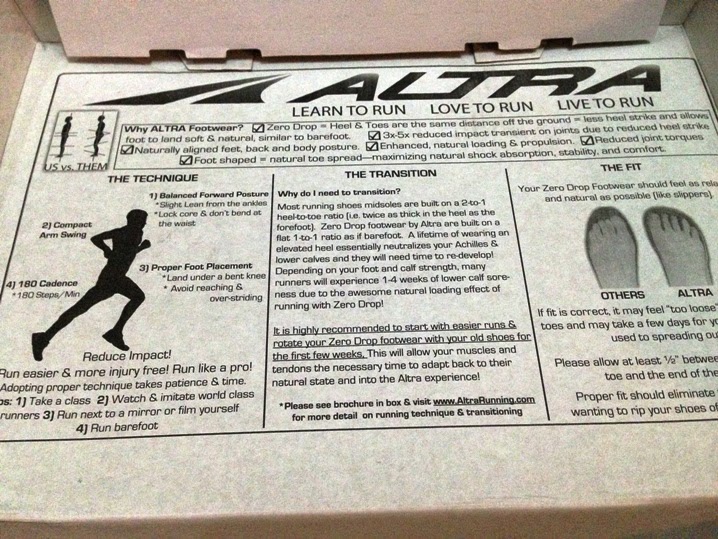 ALTRA
LEARN TO RUN LOVE TO RUN LIVE TO RUN
US vs. THEM
Why ALTRA Footwear? ☑ Zero Drop = Heel & Toes are the same distance off the ground = less heel strike and allows
foot to land soft & natural, similar to barefoot. ☑ 3x-5x reduced impact transient on joints due to reduced heel strike
☑ Naturally aligned feet, back and body posture. ☑ Enhanced, natural loading & propulsion. ☑ Reduced joint torques
☑ Foot shaped = natural toe spread—maximizing natural shock absorption, stability, and comfort.
THE TECHNIQUE
1) Balanced Forward Posture
*Slight Lean from the ankles
*Lock core & don't bend at
the waist
2) Compact
Arm Swing
3) Proper Foot Placement
*Land under a bent knee
* Avoid reaching &
over-striding
4) 180 Cadence
*180 Steps/Min
Reduce Impact!
Run easier & more injury free! Run like a pro!
Adopting proper technique takes patience & time.
ps: 1) Take a class 2) Watch & imitate world class
runners 3) Run next to a mirror or film yourself
4) Run barefoot
THE TRANSITION
Why do I need to transition?
Most running shoes midsoles are built on a 2-to-1
heel-to-toe ratio (i.e. twice as thick in the heel as the
forefoot). Zero Drop footwear by Altra are built on a
flat 1-to-1 ratio as if barefoot. A lifetime of wearing an
elevated heel essentially neutralizes your Achilles &
lower calves and they will need time to re-develop!
Depending on your foot and calf strength, many
runners will experience 1-4 weeks of lower calf sore-
ness due to the awesome natural loading effect of
running with Zero Drop!
It is highly recommended to start with easier runs &
rotate your Zero Drop footwear with your old shoes for
the first few weeks. This will allow your muscles and
tendons the necessary time to adapt back to their
natural state and into the Altra experience!
*Please see brochure in box & visit www.AltraRunning.com
for more detail on running technique & transitioning
THE FIT
Your Zero Drop Footwear should feel as rela
and natural as possible (like slippers).
OTHERS ALTRA
If fit is correct, it may feel "too loose"
toes and may take a few days for yo
used to spreading ou
Please allow at least ½" betwee
toe and the end of the
Proper fit should eliminate
wanting to rip your shoes of